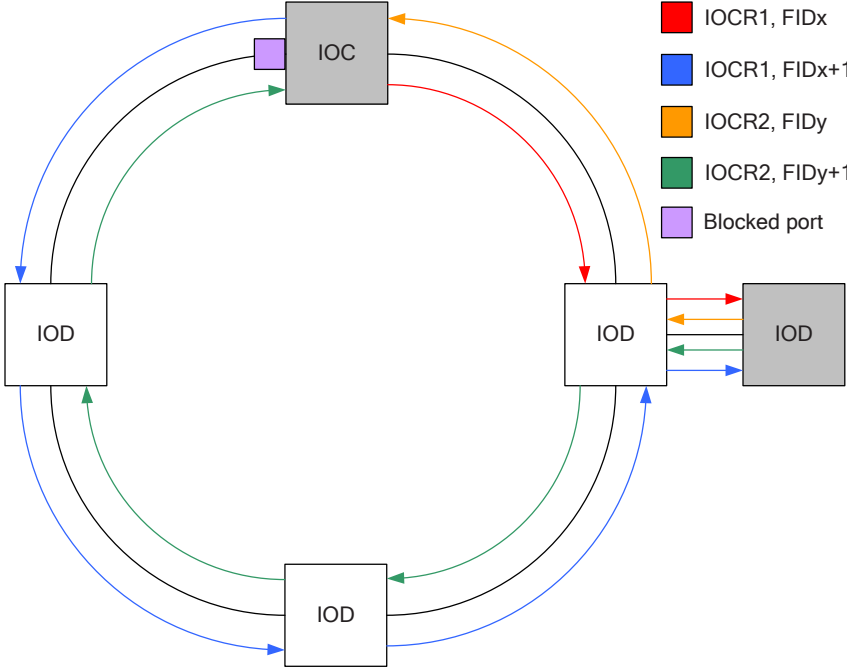 IOC
IOCR1, FIDx
IOCR1, FIDx+1
IOCR2, FIDy
IOCR2, FIDy+1
Blocked port
IOD
IOD
IOD
IOD